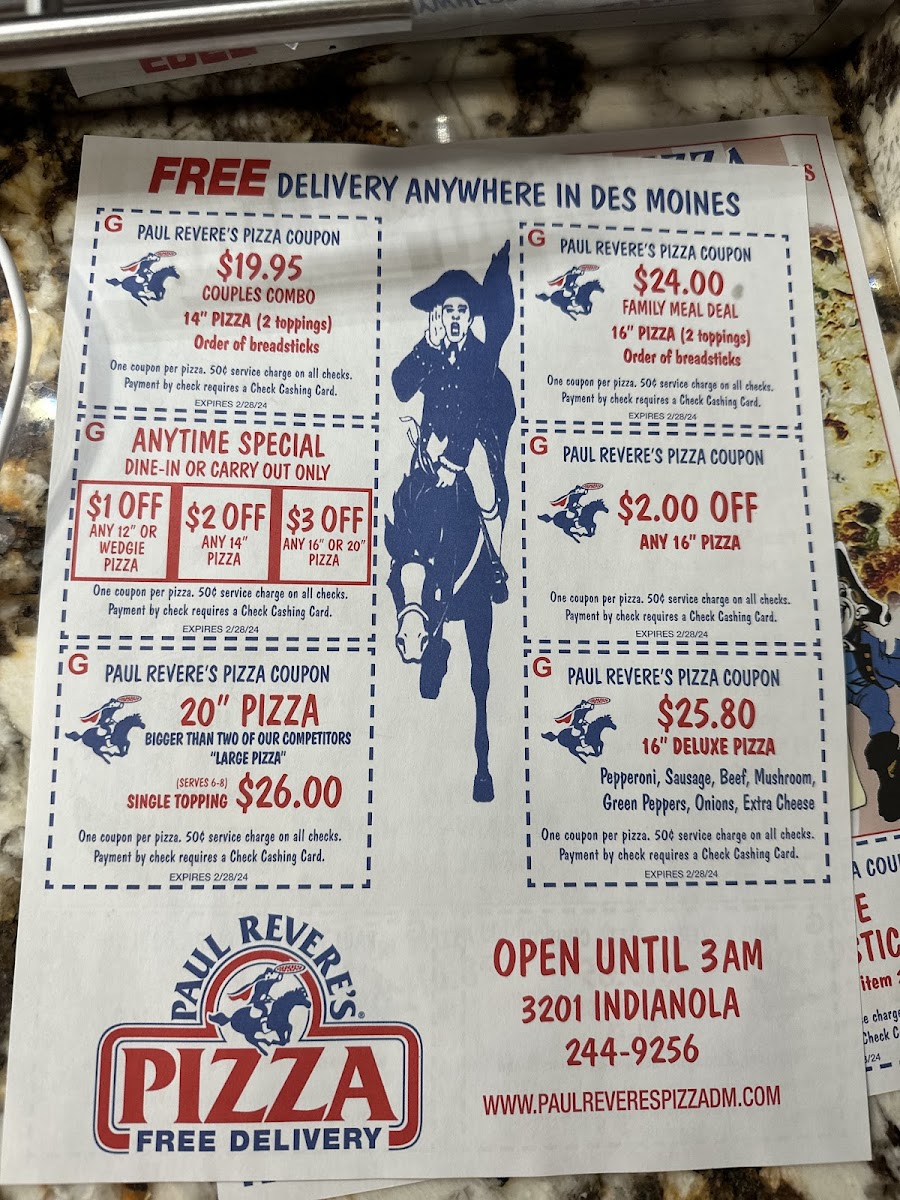 FREE DELIVERY ANYWHERE IN DES MOINES
G
PAUL REVERE'S PIZZA COUPON
$19.95
COUPLES COMBO
14" PIZZA (2 toppings)
Order of breadsticks
One coupon per pizza. 50¢ service charge on all checks.
Payment by check requires a Check Cashing Card.
EXPIRES 2/28/24
G
PAUL REVERE'S PIZZA COUPON
$24.00
FAMILY MEAL DEAL
16" PIZZA (2 toppings)
Order of breadsticks
One coupon per pizza. 50¢ service charge on all checks.
Payment by check requires a Check Cashing Card.
EXPIRES 2/28/24
G
ANYTIME SPECIAL
DINE-IN OR CARRY OUT ONLY
$1 OFF
ANY 12" OR
WEDGIE
PIZZA
$2 OFF
ANY 14"
PIZZA
$3 OFF
ANY 16" OR 20"
PIZZA
One coupon per pizza. 50¢ service charge on all checks.
Payment by check requires a Check Cashing Card.
EXPIRES 2/28/24
G
PAUL REVERE'S PIZZA COUPON
$2.00 OFF
ANY 16" PIZZA
One coupon per pizza. 50¢ service charge on all checks.
Payment by check requires a Check Cashing Card.
EXPIRES 2/28/24
G
PAUL REVERE'S PIZZA COUPON
20" PIZZA
BIGGER THAN TWO OF OUR COMPETITORS
"LARGE PIZZA"
(SERVES 6-8)
SINGLE TOPPING $26.00
One coupon per pizza. 50¢ service charge on all checks.
Payment by check requires a Check Cashing Card.
EXPIRES 2/28/24
G
PAUL REVERE'S PIZZA COUPON
$25.80
16" DELUXE PIZZA
Pepperoni, Sausage, Beef, Mushroom,
Green Peppers, Onions, Extra Cheese
One coupon per pizza. 50¢ service charge on all checks.
Payment by check requires a Check Cashing Card.
EXPIRES 2/28/24
PAUL REVERE'S®
PIZZA
FREE DELIVERY
OPEN UNTIL 3AM
3201 INDIANOLA
244-9256
WWW.PAULREVERESPIZZADM.COM